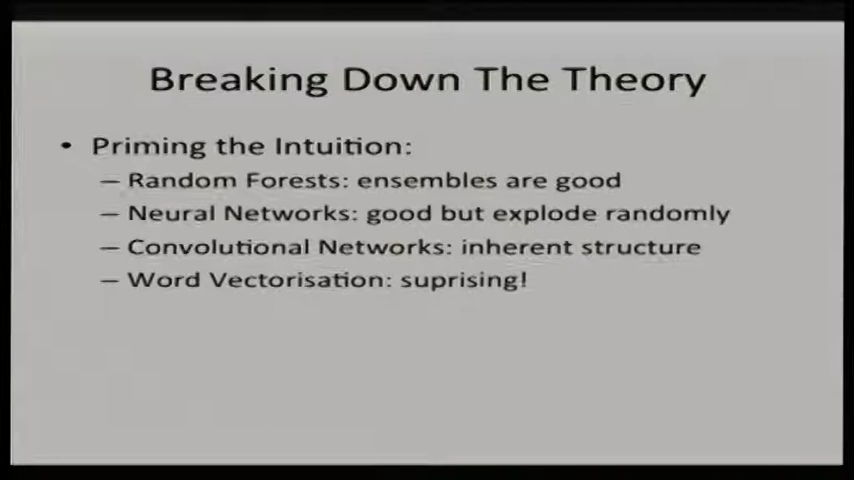 Breaking Down The Theory
• Priming the Intuition:
– Random Forests: ensembles are good
– Neural Networks: good but explode randomly
– Convolutional Networks: inherent structure
– Word Vectorisation: suprising!